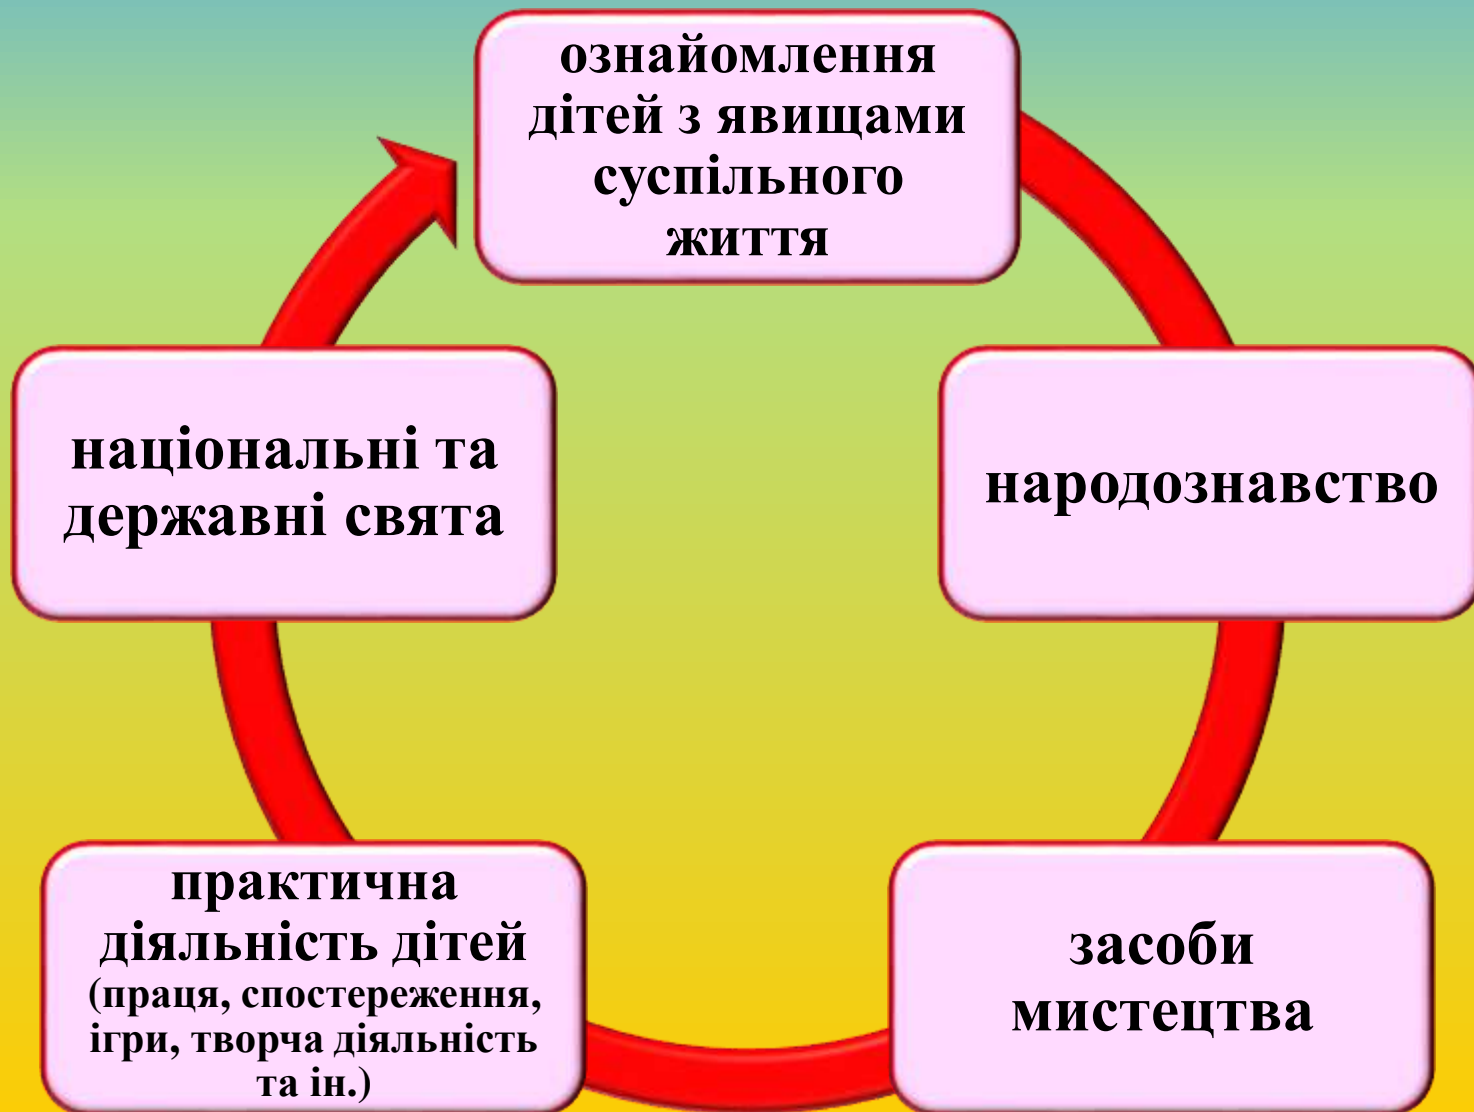 ознайомлення
дітей з явищами
суспільного
життя
народознавство
засоби
мистецтва
практична
діяльність дітей
(праця, спостереження,
ігри, творча діяльність
та ін.)
національні та
державні свята